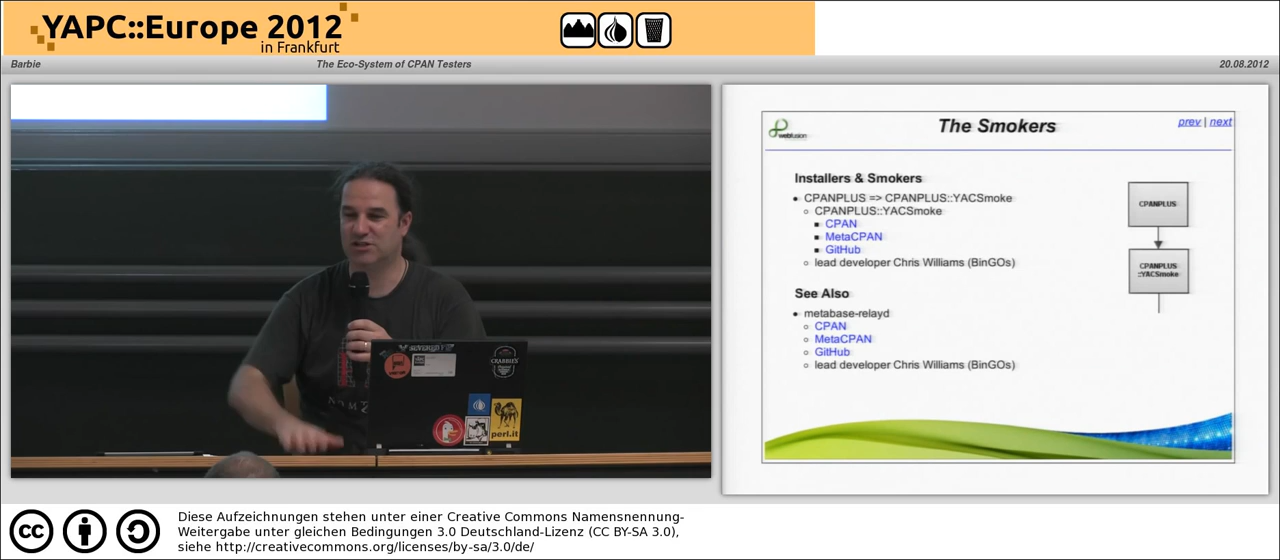 YAPC::Europe 2012
in Frankfurt
Barbie
The Eco-System of CPAN Testers
20.08.2012
CRABBIE'S
perl.it
webfusion
The Smokers
prev | next
Installers & Smokers
CPANPLUS => CPANPLUS::YACSmoke
CPANPLUS::YACSmoke
CPAN
MetaCPAN
GitHub
lead developer Chris Williams (BinGOs)
See Also
metabase-relayd
CPAN
MetaCPAN
GitHub
lead developer Chris Williams (BinGOs)
CPANPLUS
CPANPLUS
::YACSmoke
cc
Diese Aufzeichnungen stehen unter einer Creative Commons Namensnennung-
Weitergabe unter gleichen Bedingungen 3.0 Deutschland-Lizenz (CC BY-SA 3.0),
siehe http://creativecommons.org/licenses/by-sa/3.0/de/